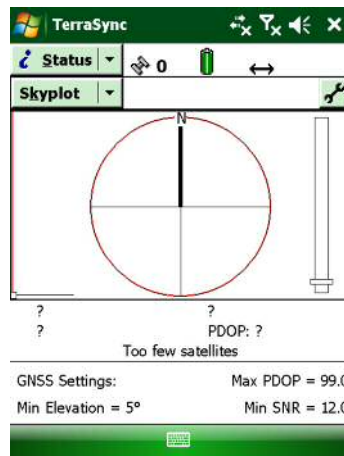 TerraSync
Status
0
Skyplot
N
? ?
? PDOP: ?
Too few satellites
GNSS Settings: Max PDOP = 99.0
Min Elevation = 5° Min SNR = 12.0